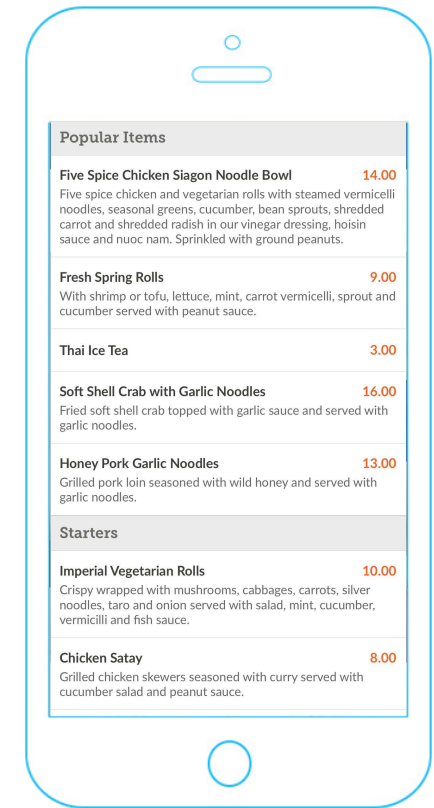 Popular Items
Five Spice Chicken Siagon Noodle Bowl 14.00
Five spice chicken and vegetarian rolls with steamed vermicelli
noodles, seasonal greens, cucumber, bean sprouts, shredded
carrot and shredded radish in our vinegar dressing, hoisin
sauce and nuoc nam. Sprinkled with ground peanuts.
Fresh Spring Rolls 9.00
With shrimp or tofu, lettuce, mint, carrot vermicelli, sprout and
cucumber served with peanut sauce.
Thai Ice Tea 3.00
Soft Shell Crab with Garlic Noodles 16.00
Fried soft shell crab topped with garlic sauce and served with
garlic noodles.
Honey Pork Garlic Noodles 13.00
Grilled pork loin seasoned with wild honey and served with
garlic noodles.
Starters
Imperial Vegetarian Rolls 10.00
Crispy wrapped with mushrooms, cabbages, carrots, silver
noodles, taro and onion served with salad, mint, cucumber,
vermicilli and fish sauce.
Chicken Satay 8.00
Grilled chicken skewers seasoned with curry served with
cucumber salad and peanut sauce.